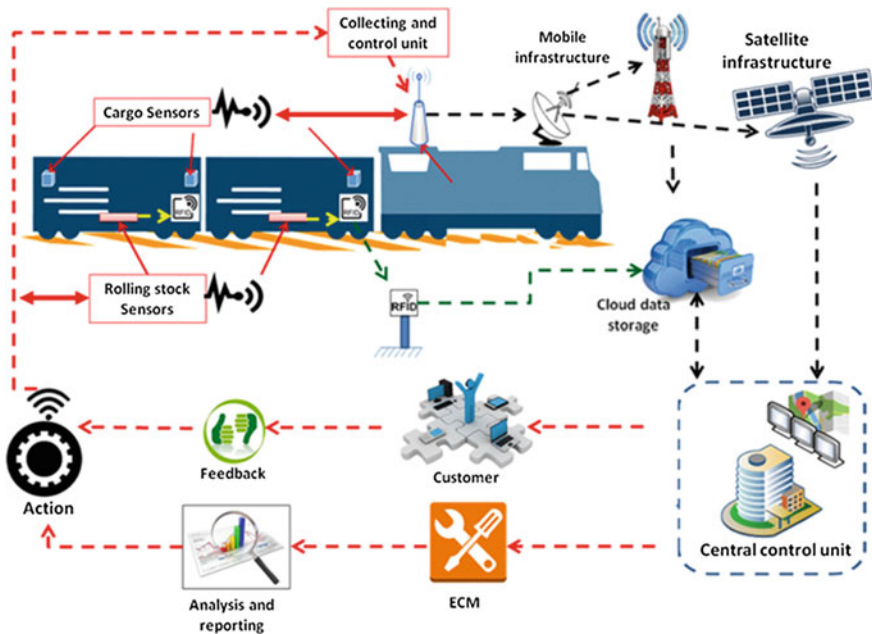 Collecting and
control unit
Mobile
infrastructure
Satellite
infrastructure
Cargo Sensors
RFID
RFID
Rolling stock
Sensors
RFID
Cloud data
storage
Feedback
Customer
Action
Central control unit
Analysis and
reporting
ECM